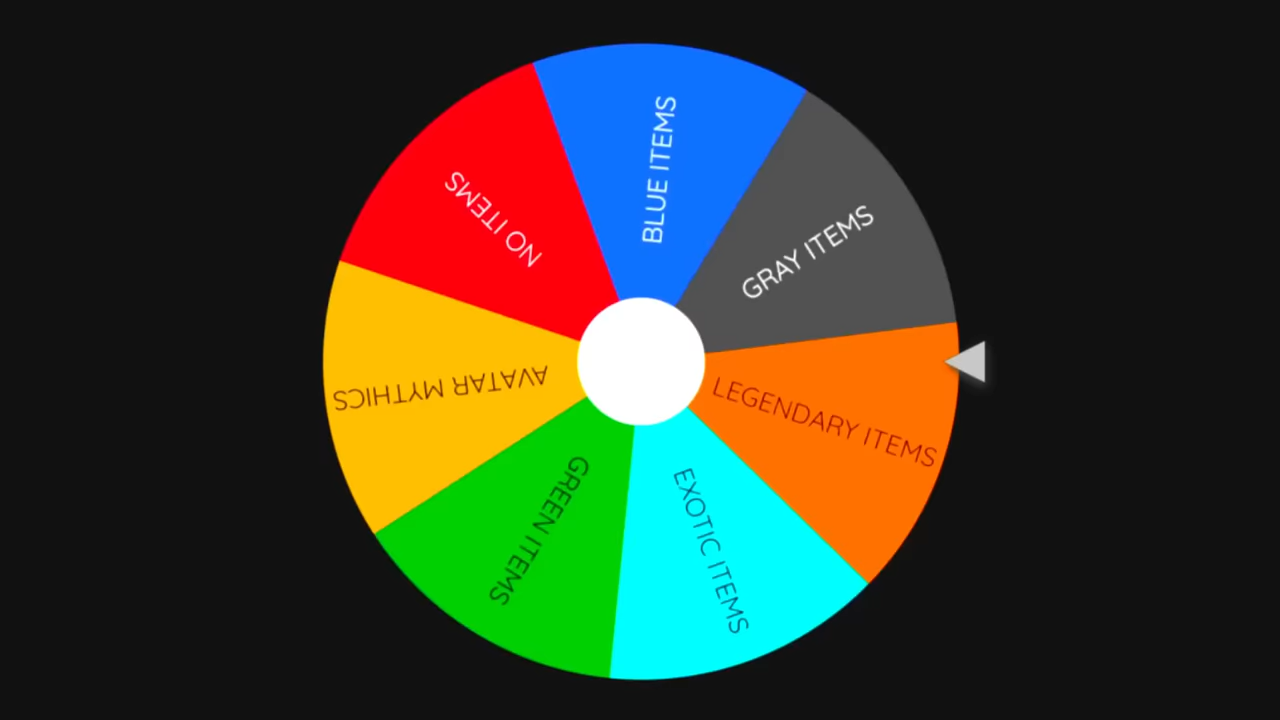 BLUE ITEMS
GRAY ITEMS
LEGENDARY ITEMS
EXOTIC ITEMS
GREEN ITEMS
AVATAR MYTHICS
NO ITEMS